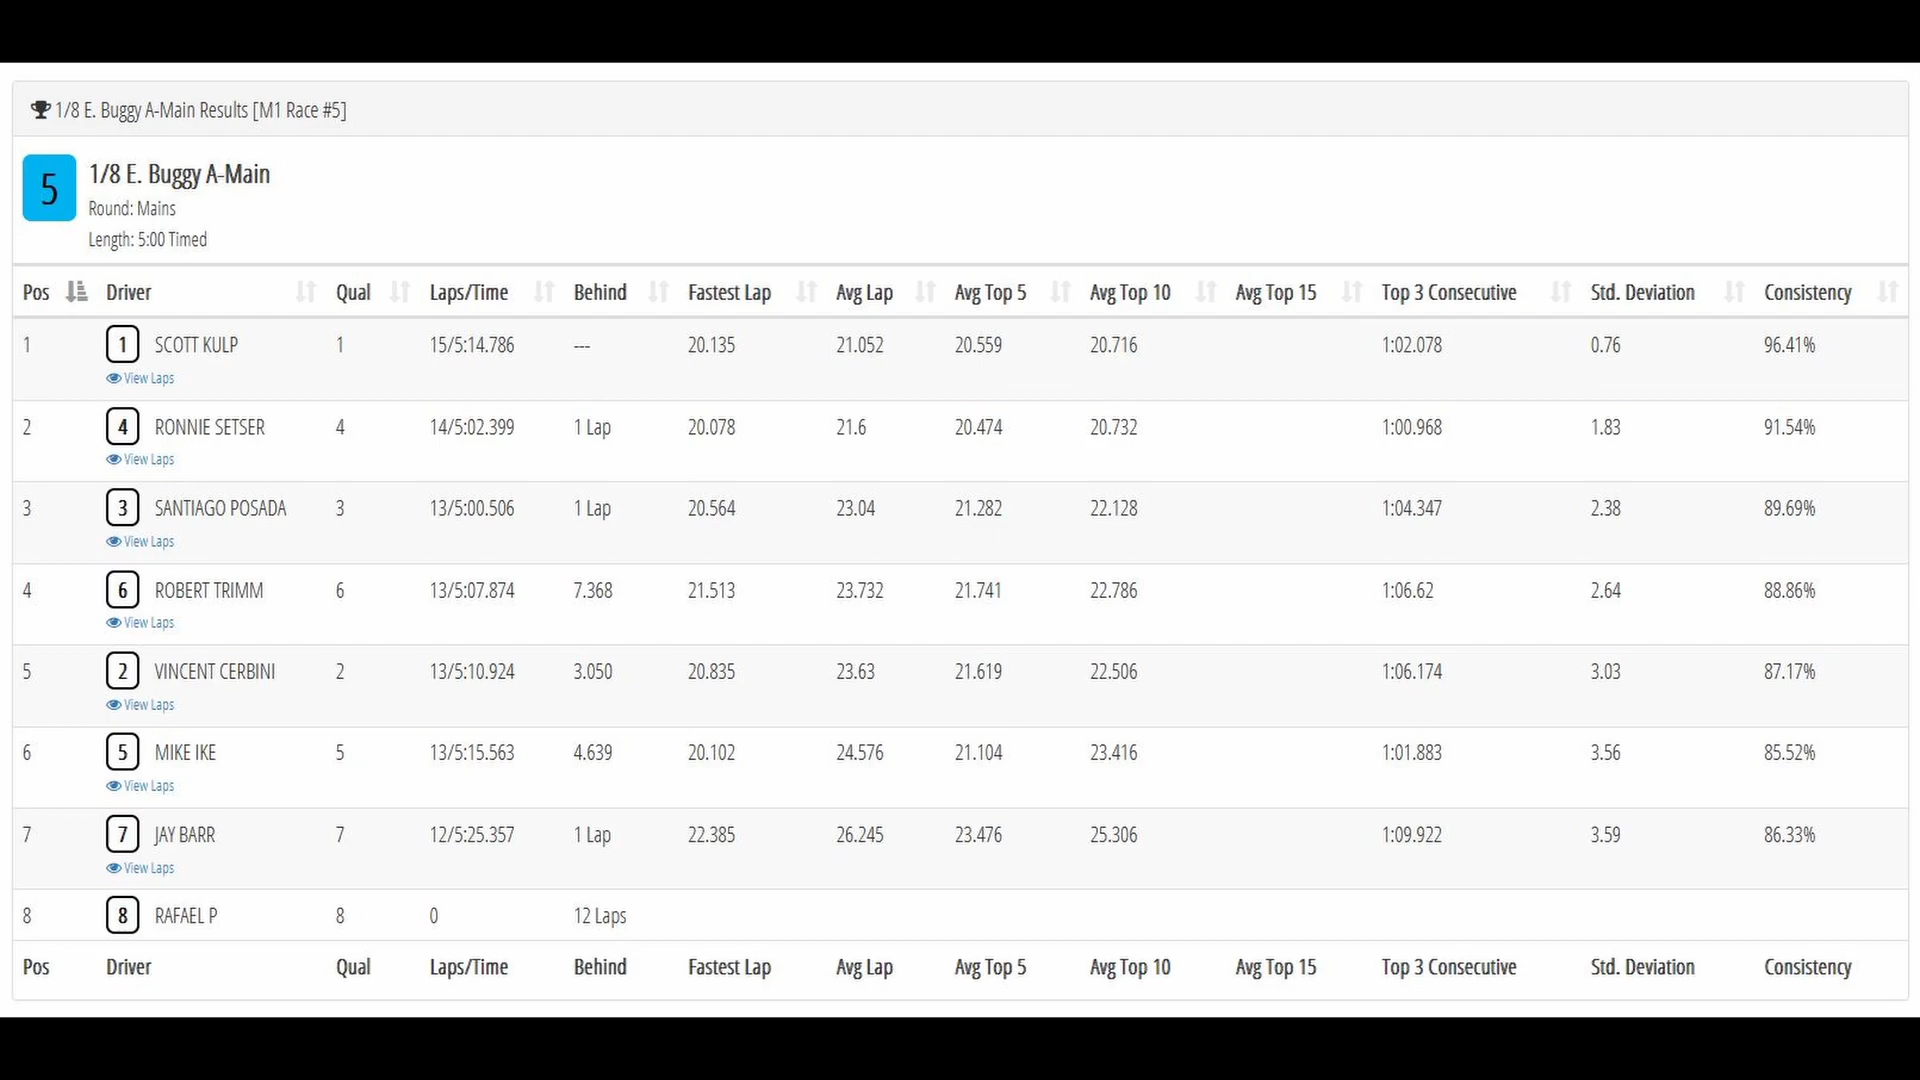 1/8 E. Buggy A-Main Results [M1 Race #5]
5
1/8 E. Buggy A-Main
Round: Mains
Length: 5:00 Timed
Pos Driver Qual Laps/Time Behind Fastest Lap Avg Lap Avg Top 5 Avg Top 10 Avg Top 15 Top 3 Consecutive Std. Deviation Consistency
1 1 SCOTT KULP 1 15/5:14.786 --- 20.135 21.052 20.559 20.716 1:02.078 0.76 96.41%
View Laps
2 4 RONNIE SETSER 4 14/5:02.399 1 Lap 20.078 21.6 20.474 20.732 1:00.968 1.83 91.54%
View Laps
3 3 SANTIAGO POSADA 3 13/5:00.506 1 Lap 20.564 23.04 21.282 22.128 1:04.347 2.38 89.69%
View Laps
4 6 ROBERT TRIMM 6 13/5:07.874 7.368 21.513 23.732 21.741 22.786 1:06.62 2.64 88.86%
View Laps
5 2 VINCENT CERBINI 2 13/5:10.924 3.050 20.835 23.63 21.619 22.506 1:06.174 3.03 87.17%
View Laps
6 5 MIKE IKE 5 13/5:15.563 4.639 20.102 24.576 21.104 23.416 1:01.883 3.56 85.52%
View Laps
7 7 JAY BARR 7 12/5:25.357 1 Lap 22.385 26.245 23.476 25.306 1:09.922 3.59 86.33%
View Laps
8 8 RAFAEL P 8 0 12 Laps
Pos Driver Qual Laps/Time Behind Fastest Lap Avg Lap Avg Top 5 Avg Top 10 Avg Top 15 Top 3 Consecutive Std. Deviation Consistency